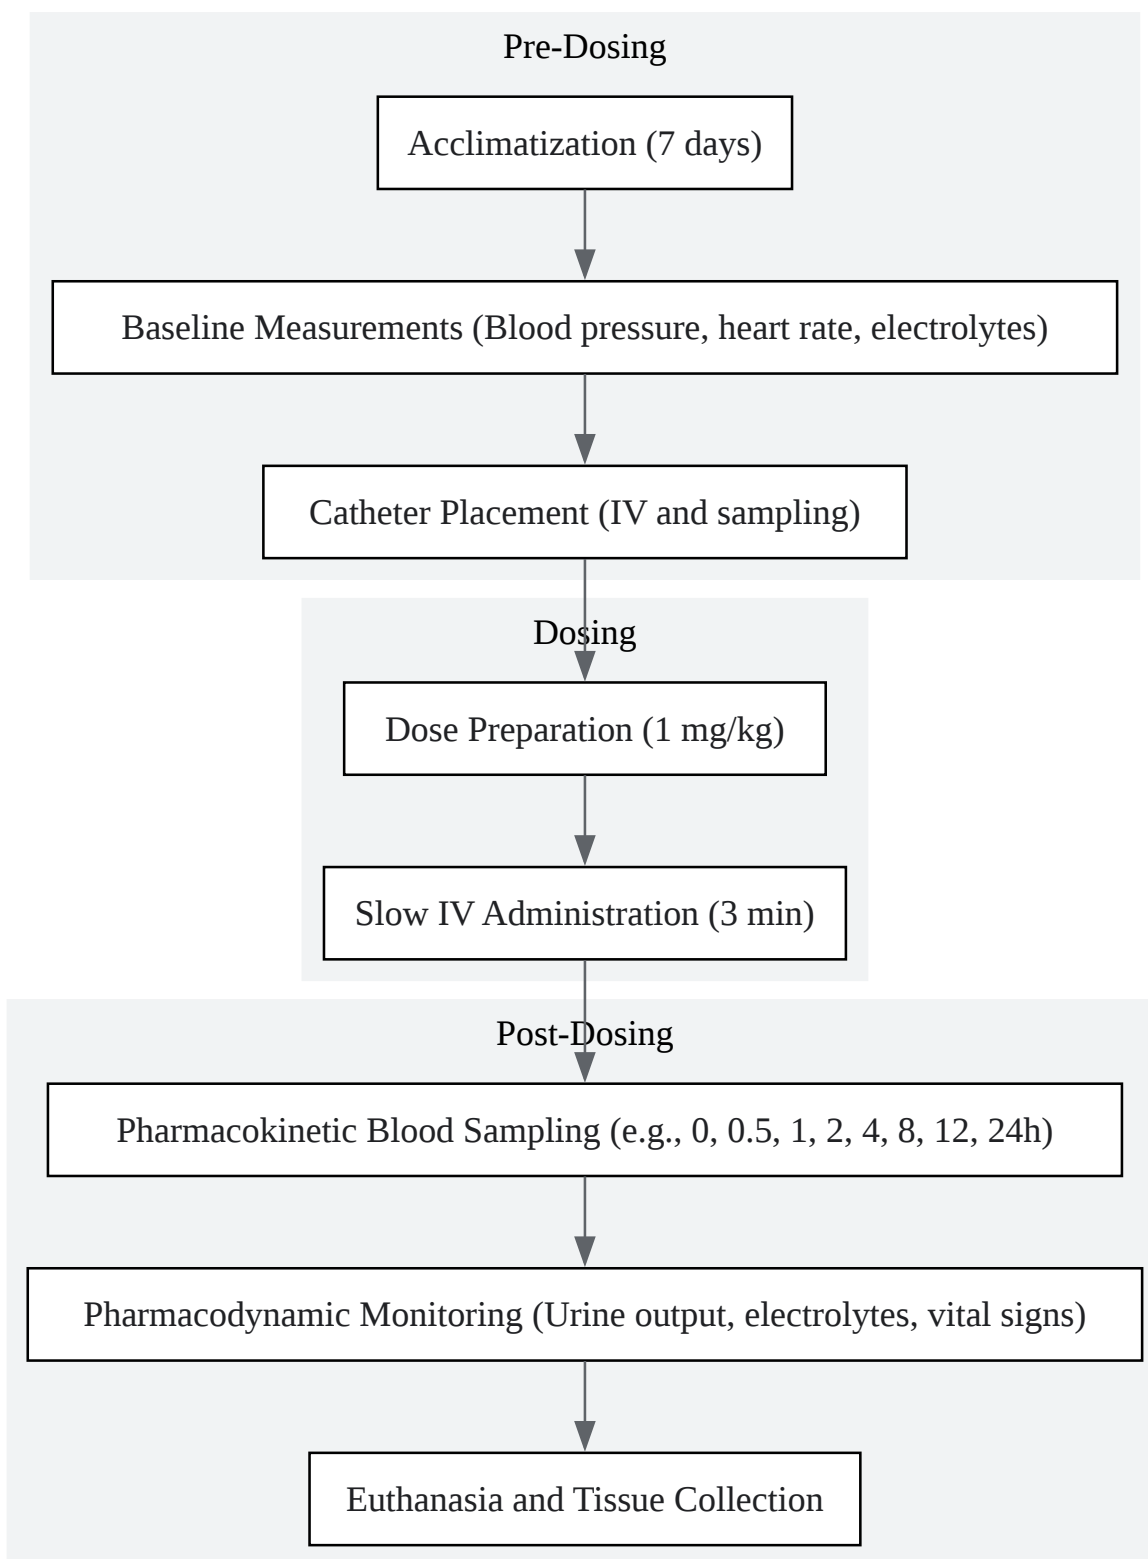 Pre-Dosing
Acclimatization (7 days)
Baseline Measurements (Blood pressure, heart rate, electrolytes)
Catheter Placement (IV and sampling)
Dosing
Dose Preparation (1 mg/kg)
Slow IV Administration (3 min)
Post-Dosing
Pharmacokinetic Blood Sampling (e.g., 0, 0.5, 1, 2, 4, 8, 12, 24h)
Pharmacodynamic Monitoring (Urine output, electrolytes, vital signs)
Euthanasia and Tissue Collection